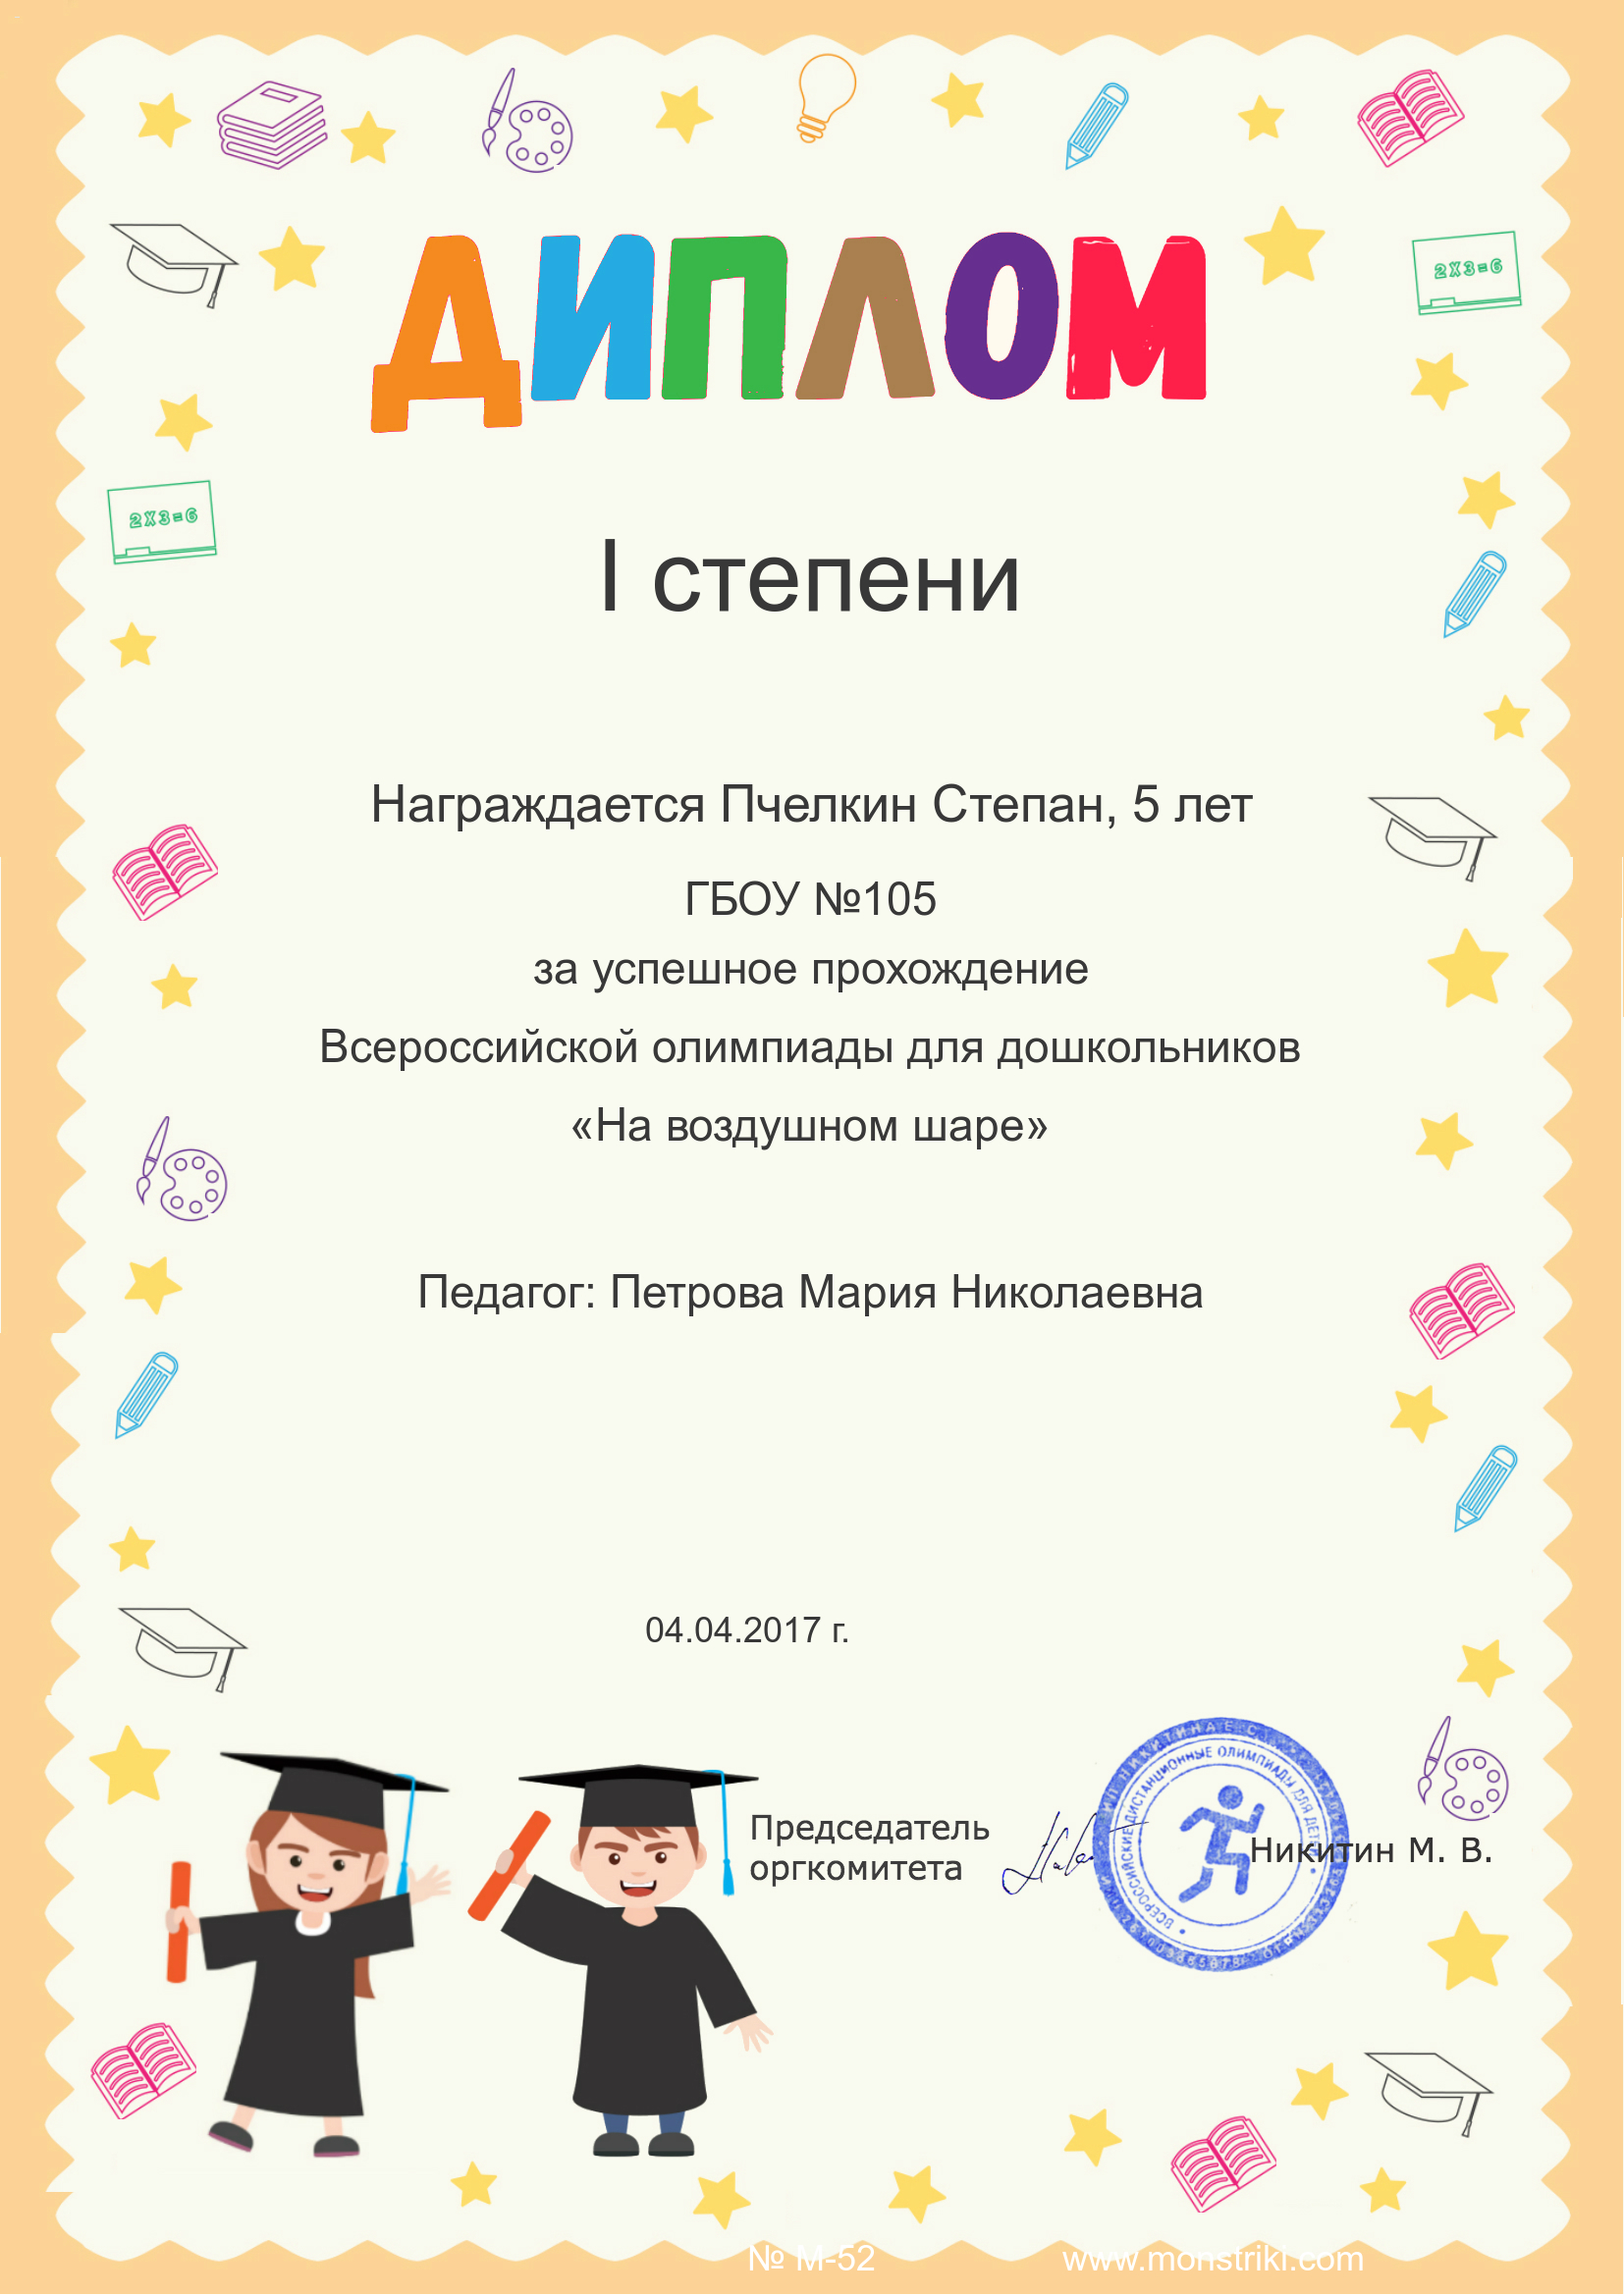 ДИПЛОМ
I степени
2X3=6
2X3=6
Награждается Пчелкин Степан, 5 лет
ГБОУ №105
за успешное прохождение
Всероссийской олимпиады для дошкольников
«На воздушном шаре»
Педагог: Петрова Мария Николаевна
04.04.2017 г.
Председатель
оргкомитета
ВСЕРОССИЙСКИЕ ДИСТАНЦИОННЫЕ ОЛИМПИАДЫ ДЛЯ
Никитин М. В.
№ М-52
www.monstriki.com